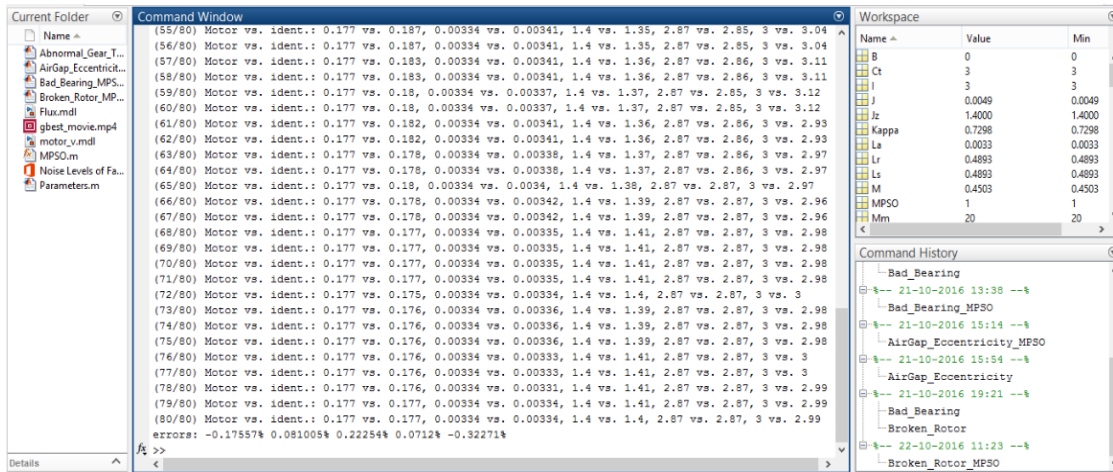 Current Folder
Name
Abnormal_Gear_T...
AirGap_Eccentricit...
Bad_Bearing_MPS...
Broken_Rotor_MP...
Flux.mdl
gbest_movie.mp4
motor_v.mdl
MPSO.m
Noise Levels of Fa...
Parameters.m
Details
Command Window
(55/80) Motor vs. ident.: 0.177 vs. 0.187, 0.00334 vs. 0.00341, 1.4 vs. 1.35, 2.87 vs. 2.85, 3 vs. 3.04
(56/80) Motor vs. ident.: 0.177 vs. 0.187, 0.00334 vs. 0.00341, 1.4 vs. 1.35, 2.87 vs. 2.85, 3 vs. 3.04
(57/80) Motor vs. ident.: 0.177 vs. 0.183, 0.00334 vs. 0.00341, 1.4 vs. 1.36, 2.87 vs. 2.86, 3 vs. 3.11
(58/80) Motor vs. ident.: 0.177 vs. 0.183, 0.00334 vs. 0.00341, 1.4 vs. 1.36, 2.87 vs. 2.86, 3 vs. 3.11
(59/80) Motor vs. ident.: 0.177 vs. 0.18, 0.00334 vs. 0.00337, 1.4 vs. 1.37, 2.87 vs. 2.85, 3 vs. 3.12
(60/80) Motor vs. ident.: 0.177 vs. 0.18, 0.00334 vs. 0.00337, 1.4 vs. 1.37, 2.87 vs. 2.85, 3 vs. 3.12
(61/80) Motor vs. ident.: 0.177 vs. 0.182, 0.00334 vs. 0.00341, 1.4 vs. 1.36, 2.87 vs. 2.86, 3 vs. 2.93
(62/80) Motor vs. ident.: 0.177 vs. 0.182, 0.00334 vs. 0.00341, 1.4 vs. 1.36, 2.87 vs. 2.86, 3 vs. 2.93
(63/80) Motor vs. ident.: 0.177 vs. 0.178, 0.00334 vs. 0.00338, 1.4 vs. 1.37, 2.87 vs. 2.86, 3 vs. 2.97
(64/80) Motor vs. ident.: 0.177 vs. 0.178, 0.00334 vs. 0.00338, 1.4 vs. 1.37, 2.87 vs. 2.86, 3 vs. 2.97
(65/80) Motor vs. ident.: 0.177 vs. 0.18, 0.00334 vs. 0.0034, 1.4 vs. 1.38, 2.87 vs. 2.87, 3 vs. 2.97
(66/80) Motor vs. ident.: 0.177 vs. 0.178, 0.00334 vs. 0.00342, 1.4 vs. 1.39, 2.87 vs. 2.87, 3 vs. 2.96
(67/80) Motor vs. ident.: 0.177 vs. 0.178, 0.00334 vs. 0.00342, 1.4 vs. 1.39, 2.87 vs. 2.87, 3 vs. 2.96
(68/80) Motor vs. ident.: 0.177 vs. 0.177, 0.00334 vs. 0.00335, 1.4 vs. 1.41, 2.87 vs. 2.87, 3 vs. 2.98
(69/80) Motor vs. ident.: 0.177 vs. 0.177, 0.00334 vs. 0.00335, 1.4 vs. 1.41, 2.87 vs. 2.87, 3 vs. 2.98
(70/80) Motor vs. ident.: 0.177 vs. 0.177, 0.00334 vs. 0.00335, 1.4 vs. 1.41, 2.87 vs. 2.87, 3 vs. 2.98
(71/80) Motor vs. ident.: 0.177 vs. 0.177, 0.00334 vs. 0.00335, 1.4 vs. 1.41, 2.87 vs. 2.87, 3 vs. 2.98
(72/80) Motor vs. ident.: 0.177 vs. 0.175, 0.00334 vs. 0.00334, 1.4 vs. 1.4, 2.87 vs. 2.87, 3 vs. 3
(73/80) Motor vs. ident.: 0.177 vs. 0.176, 0.00334 vs. 0.00336, 1.4 vs. 1.39, 2.87 vs. 2.87, 3 vs. 2.98
(74/80) Motor vs. ident.: 0.177 vs. 0.176, 0.00334 vs. 0.00336, 1.4 vs. 1.39, 2.87 vs. 2.87, 3 vs. 2.98
(75/80) Motor vs. ident.: 0.177 vs. 0.176, 0.00334 vs. 0.00336, 1.4 vs. 1.39, 2.87 vs. 2.87, 3 vs. 2.98
(76/80) Motor vs. ident.: 0.177 vs. 0.176, 0.00334 vs. 0.00333, 1.4 vs. 1.41, 2.87 vs. 2.87, 3 vs. 3
(77/80) Motor vs. ident.: 0.177 vs. 0.176, 0.00334 vs. 0.00333, 1.4 vs. 1.41, 2.87 vs. 2.87, 3 vs. 3
(78/80) Motor vs. ident.: 0.177 vs. 0.176, 0.00334 vs. 0.00331, 1.4 vs. 1.41, 2.87 vs. 2.87, 3 vs. 2.99
(79/80) Motor vs. ident.: 0.177 vs. 0.177, 0.00334 vs. 0.00334, 1.4 vs. 1.41, 2.87 vs. 2.87, 3 vs. 2.99
(80/80) Motor vs. ident.: 0.177 vs. 0.177, 0.00334 vs. 0.00334, 1.4 vs. 1.4, 2.87 vs. 2.87, 3 vs. 2.99
errors: -0.17557% 0.081005% 0.22254% 0.0712% -0.32271%
fx >>
Workspace
Name Value Min
B 0 0
Ct 3 3
I 3 3
J 0.0049 0.0049
Jz 1.4000 1.4000
Kappa 0.7298 0.7298
La 0.0033 0.0033
Lr 0.4893 0.4893
Ls 0.4893 0.4893
M 0.4503 0.4503
MPSO 1 1
Mm 20 20
Command History
Bad_Bearing
%-- 21-10-2016 13:38 --%
Bad_Bearing_MPSO
%-- 21-10-2016 15:14 --%
AirGap_Eccentricity_MPSO
%-- 21-10-2016 15:54 --%
AirGap_Eccentricity
%-- 21-10-2016 19:21 --%
Bad_Bearing
Broken_Rotor
%-- 22-10-2016 11:23 --%
Broken_Rotor_MPSO